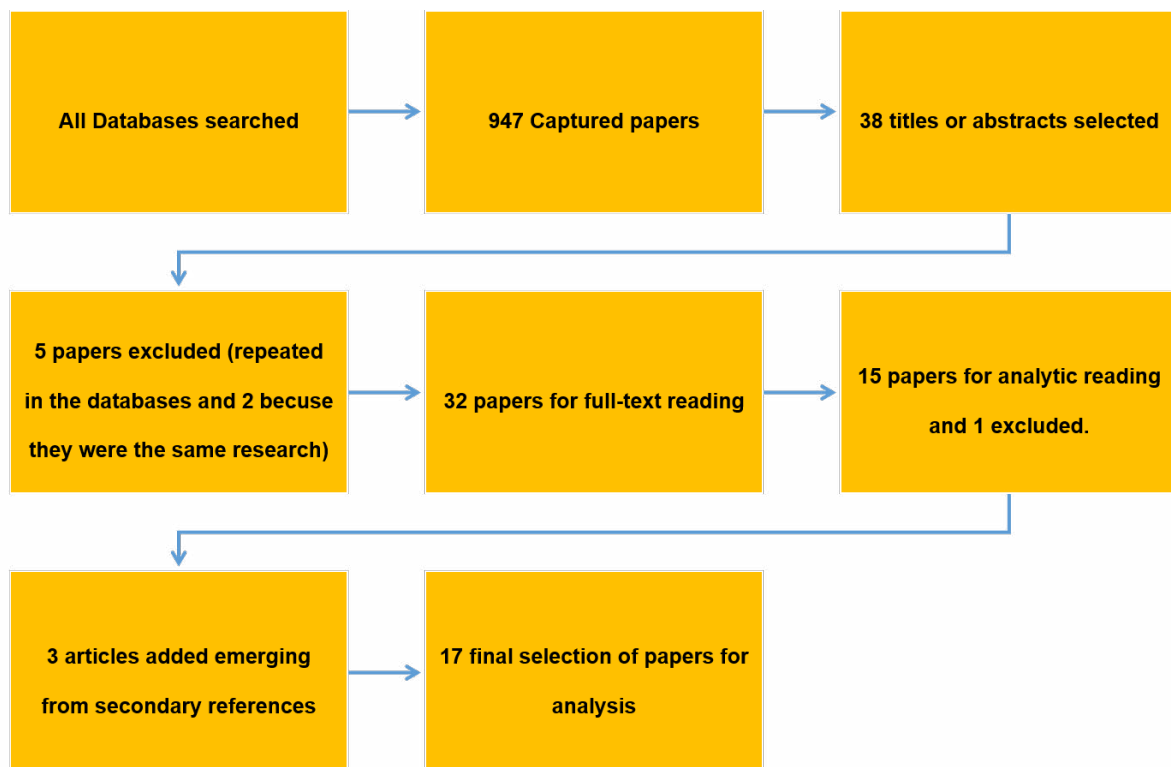 All Databases searched
947 Captured papers
38 titles or abstracts selected
5 papers excluded (repeated
in the databases and 2 becuse
they were the same research)
32 papers for full-text reading
15 papers for analytic reading
and 1 excluded.
3 articles added emerging
from secondary references
17 final selection of papers for
analysis